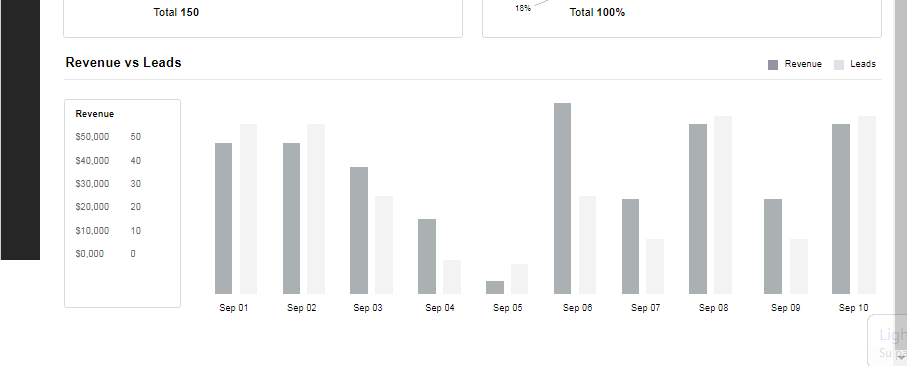 Total 150
18%
Total 100%
Revenue vs Leads
Revenue
Leads
Revenue
$50,000 50
$40,000 40
$30,000 30
$20,000 20
$10,000 10
$0,000 0
Sep 01 Sep 02 Sep 03 Sep 04 Sep 05 Sep 06 Sep 07 Sep 08 Sep 09 Sep 10